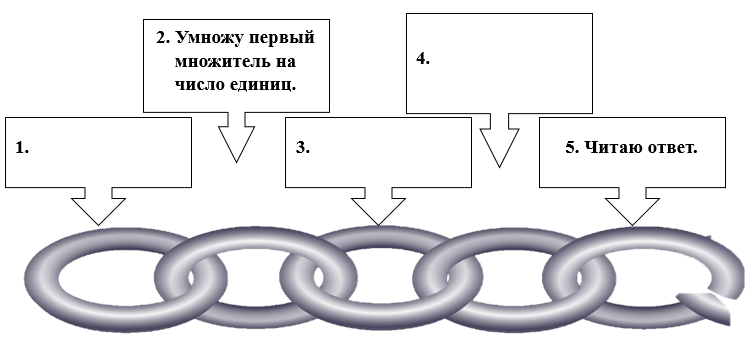 1.
2. Умножу первый
множитель на
число единиц.
3.
4.
5. Читаю ответ.